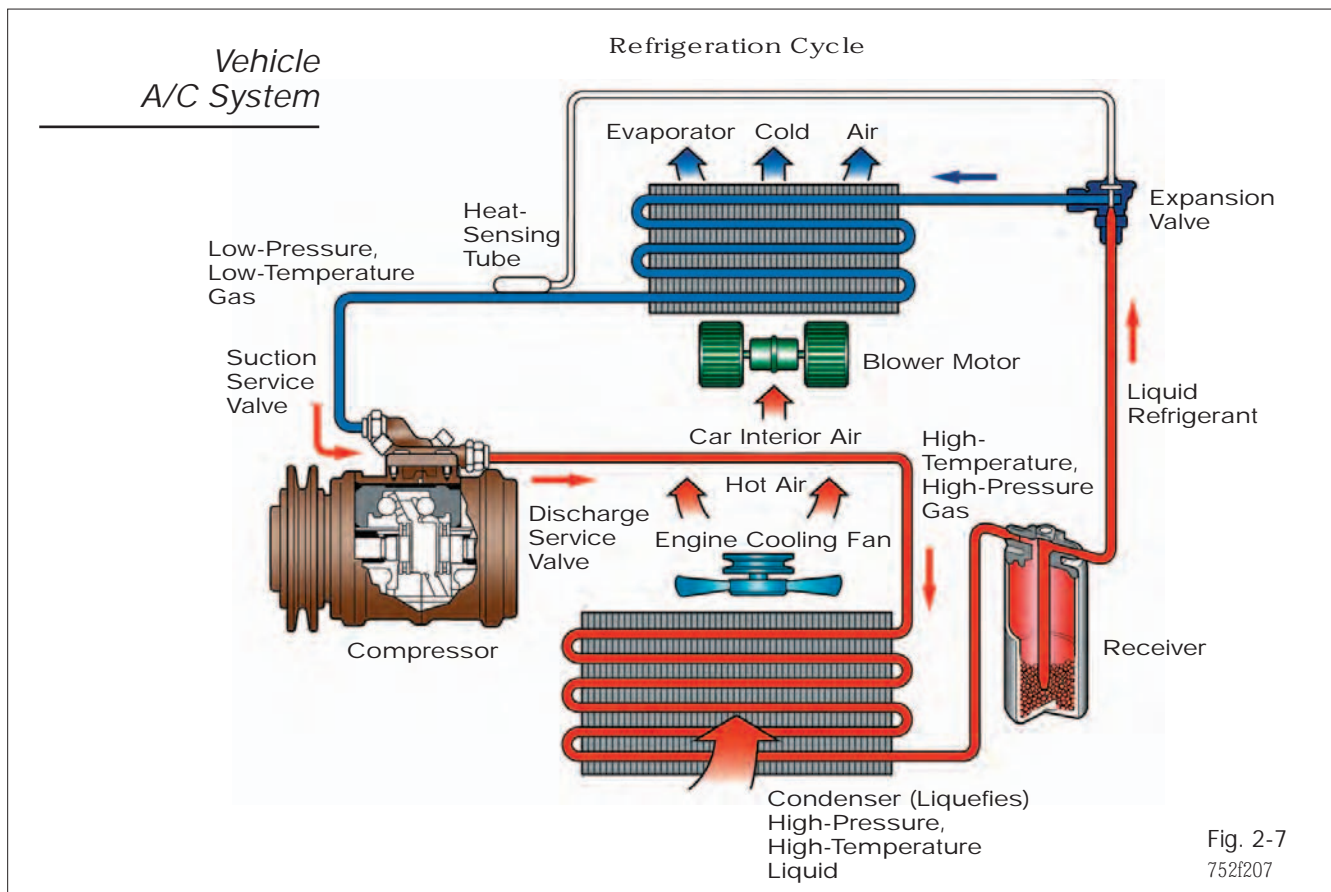 Vehicle
A/C System
Refrigeration Cycle
Evaporator Cold Air
Expansion
Valve
Heat-
Sensing
Tube
Low-Pressure,
Low-Temperature
Gas
Blower Motor
Suction
Service
Valve
Liquid
Refrigerant
Car Interior Air
High-
Temperature,
High-Pressure
Gas
Hot Air
Discharge
Service
Valve
Engine Cooling Fan
Compressor
Receiver
Condenser (Liquefies)
High-Pressure,
High-Temperature
Liquid
Fig. 2-7
752f207